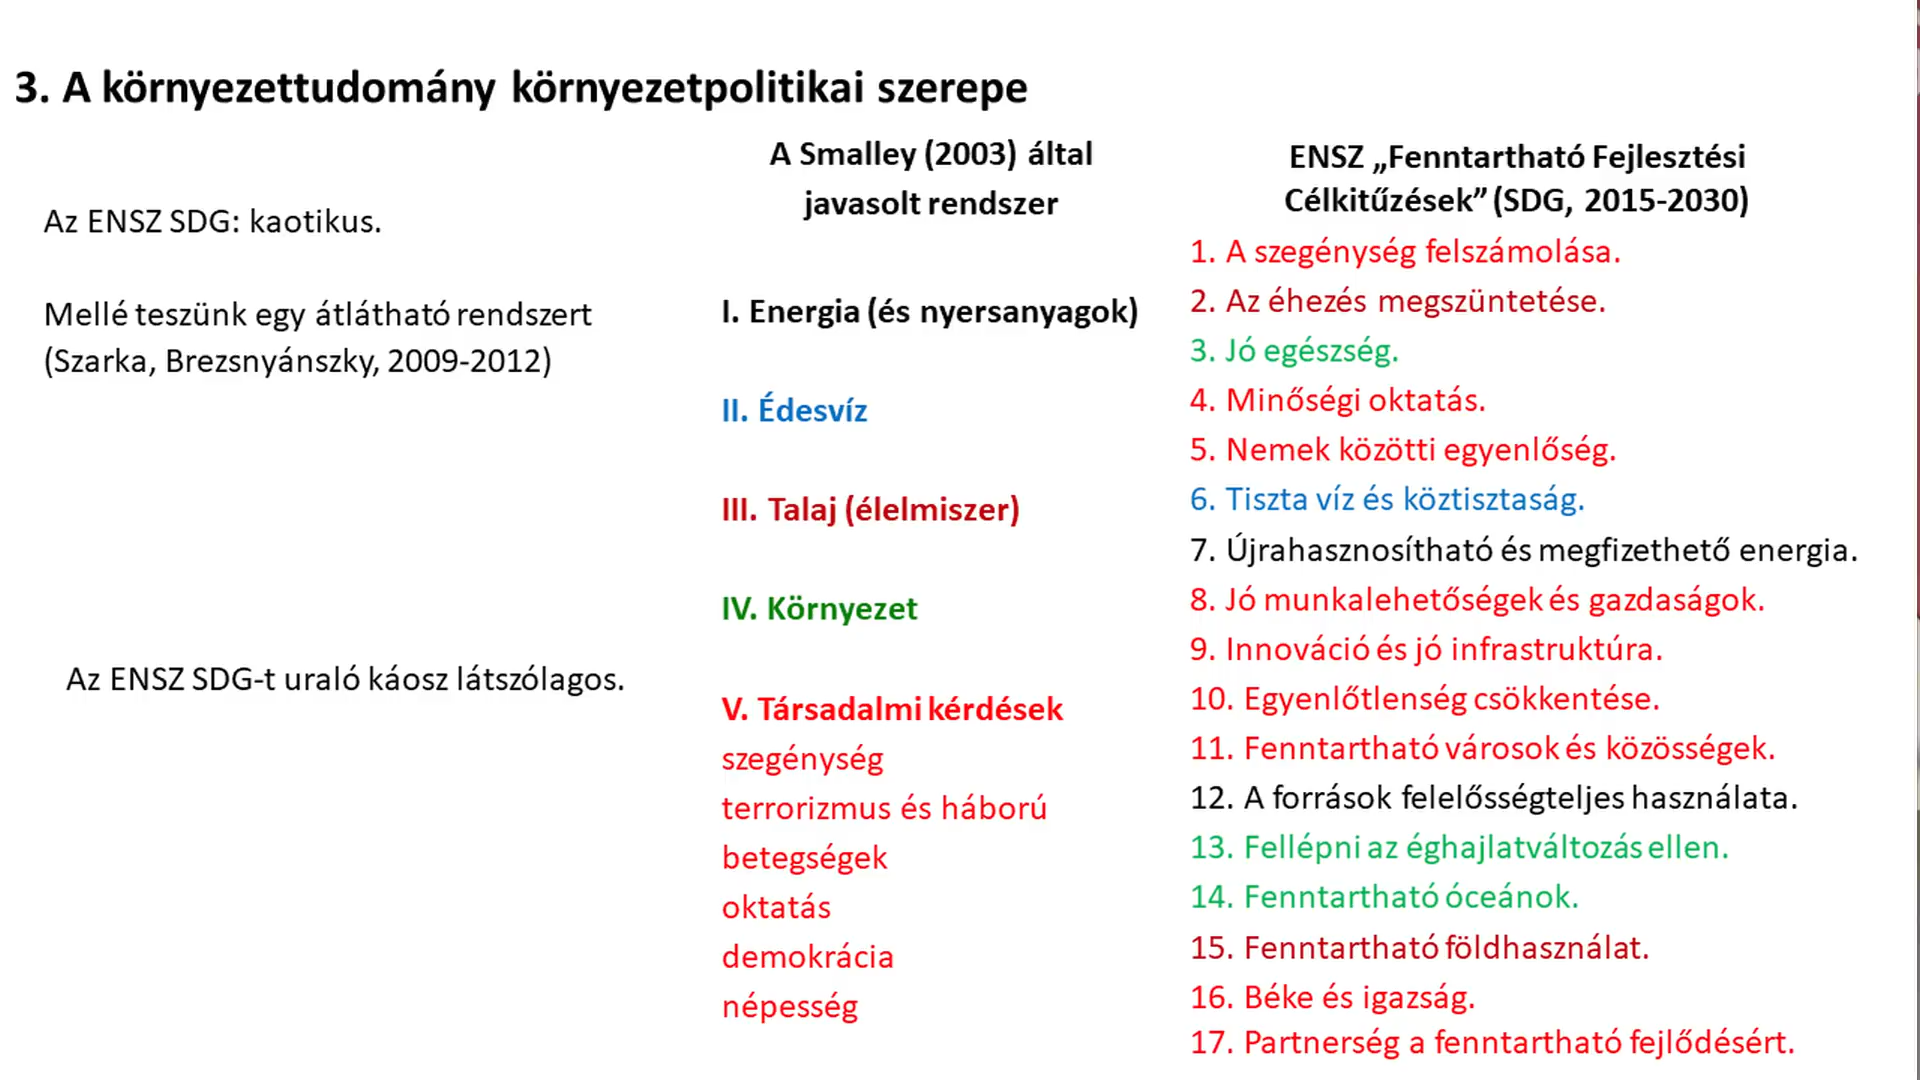 3. A környezettudomány környezetpolitikai szerepe
Az ENSZ SDG: kaotikus.
Mellé teszünk egy átlátható rendszert
(Szarka, Brezsnyánszky, 2009-2012)
Az ENSZ SDG-t uraló káosz látszólagos.
A Smalley (2003) által
javasolt rendszer
I. Energia (és nyersanyagok)
II. Édesvíz
III. Talaj (élelmiszer)
IV. Környezet
V. Társadalmi kérdések
szegénység
terrorizmus és háború
betegségek
oktatás
demokrácia
népesség
ENSZ „Fenntartható Fejlesztési
Célkitűzések” (SDG, 2015-2030)
1. A szegénység felszámolása.
2. Az éhezés megszüntetése.
3. Jó egészség.
4. Minőségi oktatás.
5. Nemek közötti egyenlőség.
6. Tiszta víz és köztisztaság.
7. Újrahasznosítható és megfizethető energia.
8. Jó munkalehetőségek és gazdaságok.
9. Innováció és jó infrastruktúra.
10. Egyenlőtlenség csökkentése.
11. Fenntartható városok és közösségek.
12. A források felelősségteljes használata.
13. Fellépni az éghajlatváltozás ellen.
14. Fenntartható óceánok.
15. Fenntartható földhasználat.
16. Béke és igazság.
17. Partnerség a fenntartható fejlődésért.